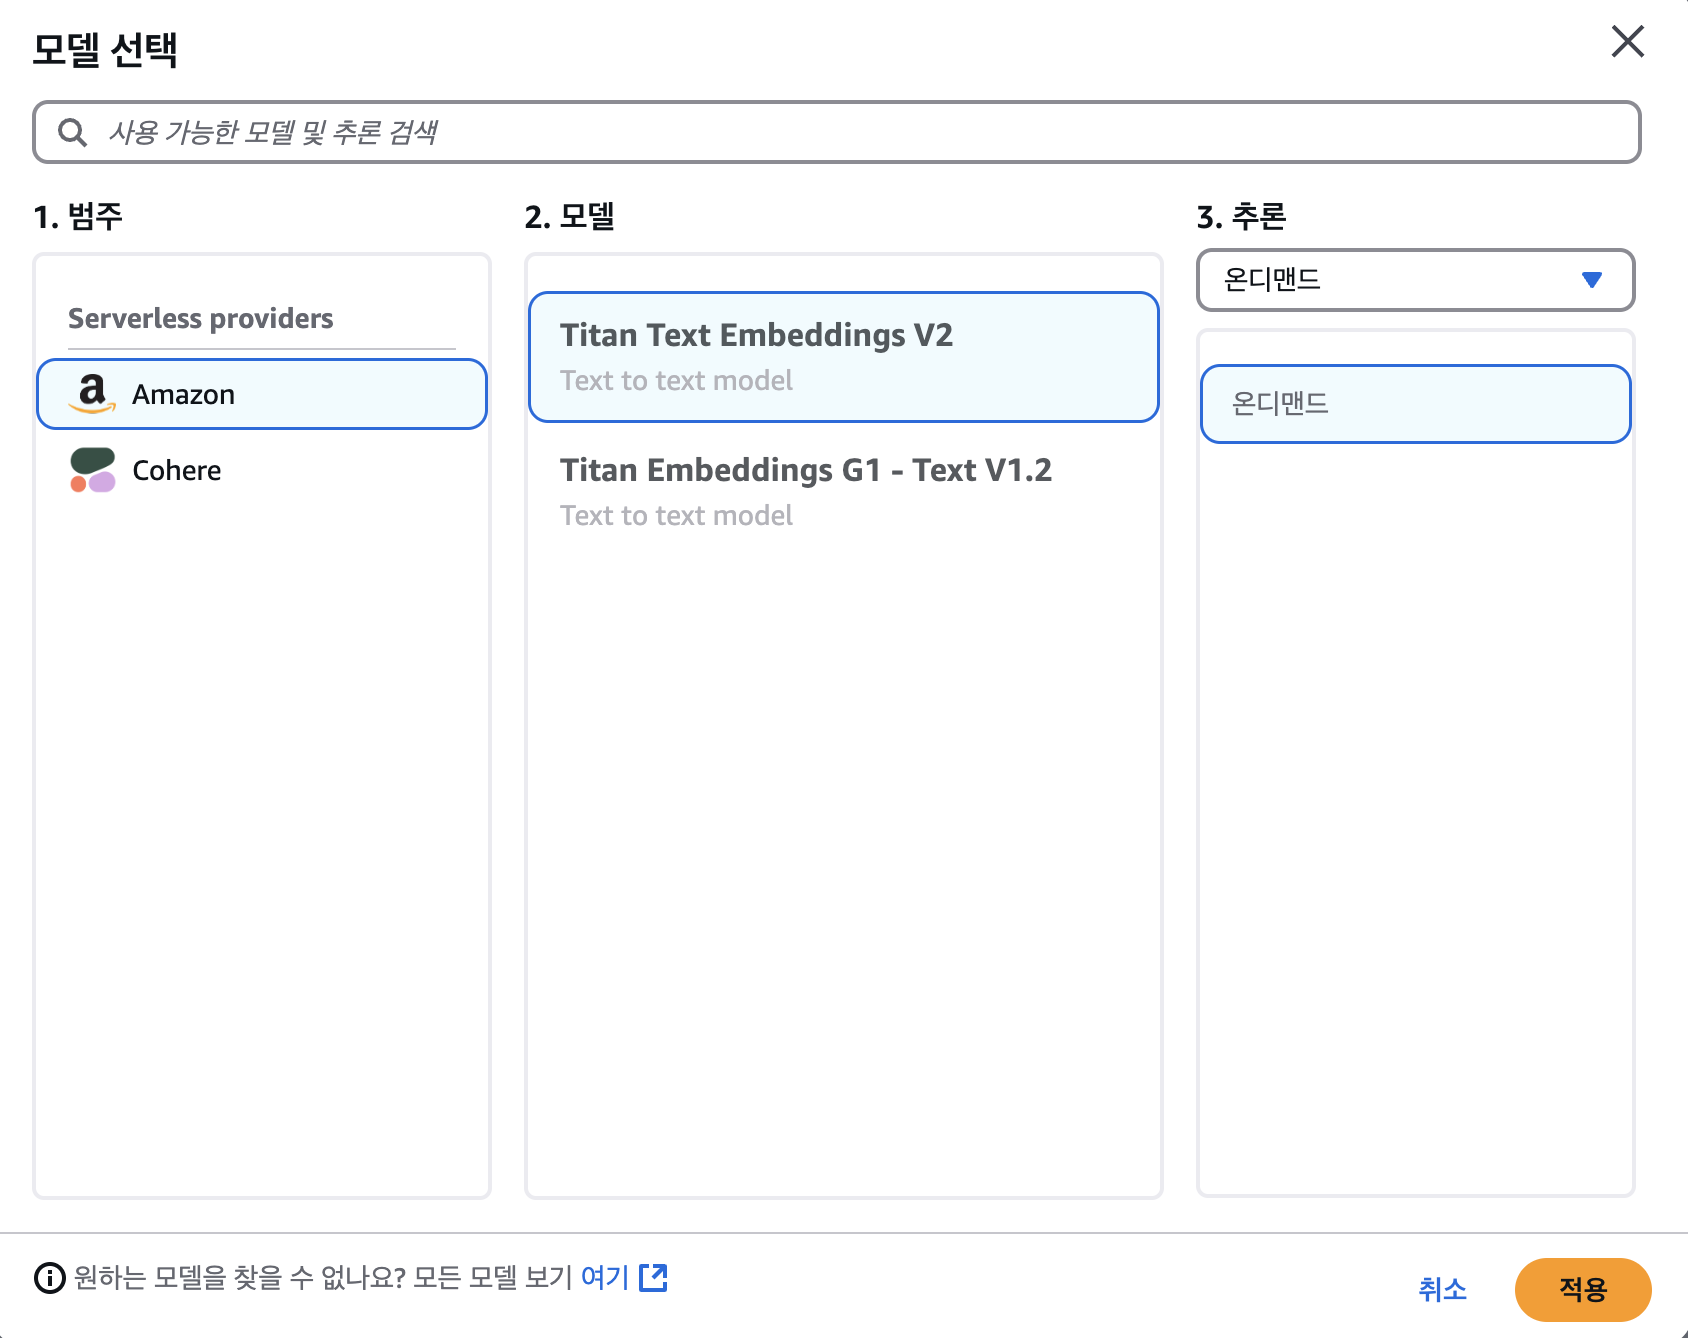 모델 선택
사용 가능한 모델 및 추론 검색
1. 범주
Serverless providers
Amazon
Cohere
2. 모델
Titan Text Embeddings V2
Text to text model
Titan Embeddings G1 - Text V1.2
Text to text model
3. 추론
온디맨드
온디맨드
원하는 모델을 찾을 수 없나요? 모든 모델 보기 여기
취소
적용